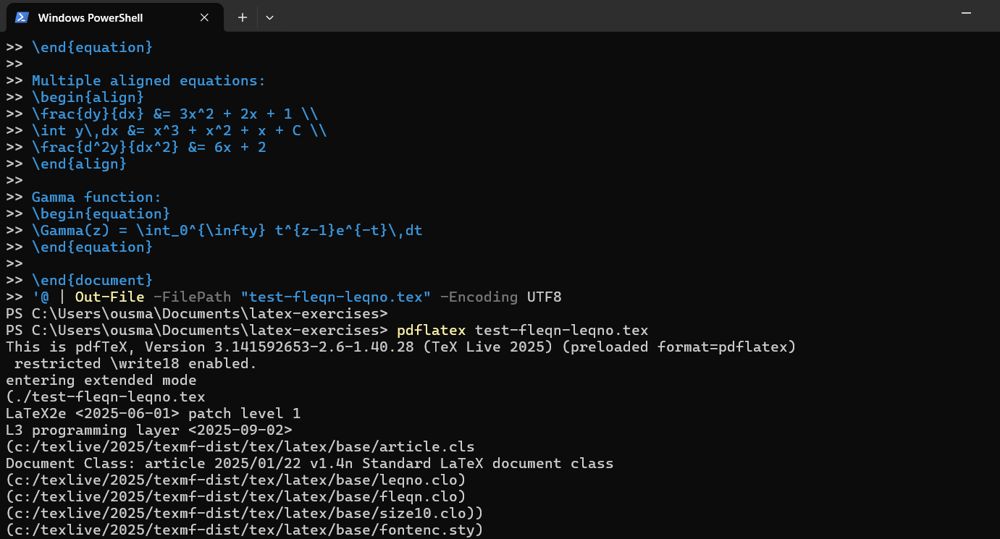 Windows PowerShell
>> \end{equation}
>>
>> Multiple aligned equations:
>> \begin{align}
>> \frac{dy}{dx} &= 3x^2 + 2x + 1 \\
>> \int y\,dx &= x^3 + x^2 + x + C \\
>> \frac{d^2y}{dx^2} &= 6x + 2
>> \end{align}
>>
>> Gamma function:
>> \begin{equation}
>> \Gamma(z) = \int_0^{\infty} t^{z-1}e^{-t}\,dt
>> \end{equation}
>>
>> \end{document}
>> '@ | Out-File -FilePath "test-fleqn-leqno.tex" -Encoding UTF8
PS C:\Users\ousma\Documents\latex-exercises>
PS C:\Users\ousma\Documents\latex-exercises> pdflatex test-fleqn-leqno.tex
This is pdfTeX, Version 3.141592653-2.6-1.40.28 (TeX Live 2025) (preloaded format=pdflatex)
 restricted \write18 enabled.
entering extended mode
(./test-fleqn-leqno.tex
LaTeX2e <2025-06-01> patch level 1
L3 programming layer <2025-09-02>
(c:/texlive/2025/texmf-dist/tex/latex/base/article.cls
Document Class: article 2025/01/22 v1.4n Standard LaTeX document class
(c:/texlive/2025/texmf-dist/tex/latex/base/leqno.clo)
(c:/texlive/2025/texmf-dist/tex/latex/base/fleqn.clo)
(c:/texlive/2025/texmf-dist/tex/latex/base/size10.clo))
(c:/texlive/2025/texmf-dist/tex/latex/base/fontenc.sty)